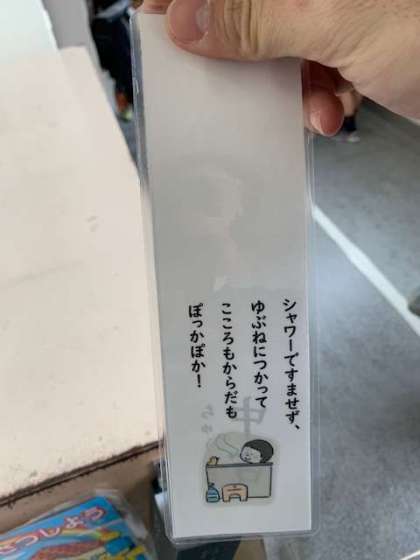 シャワーですませず、
ゆぶねにつかって
こころもからだも
ぽっかぽか！